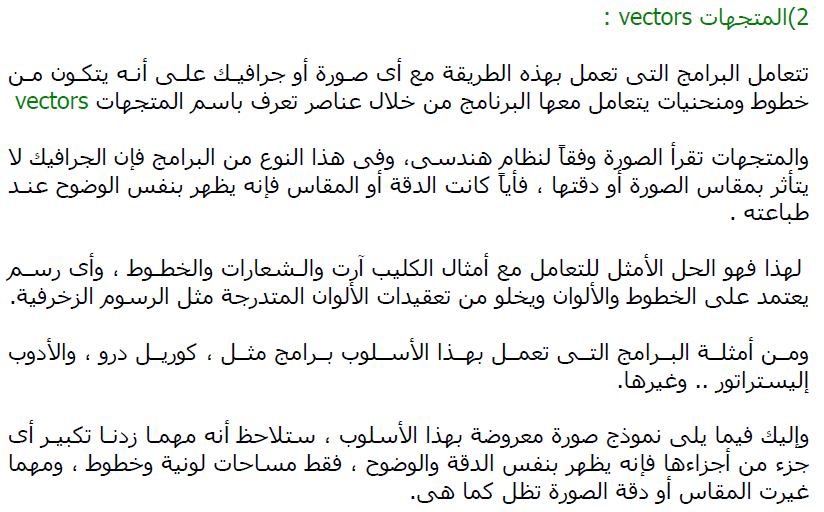 2)المتجهات vectors :
تتعامل البرامج التى تعمل بهذه الطريقة مع أى صورة أو جرافيك على أنه يتكون من
خطوط ومنحنيات يتعامل معها البرنامج من خلال عناصر تعرف باسم المتجهات vectors
والمتجهات تقرأ الصورة وفقاً لنظام هندسى، وفى هذا النوع من البرامج فإن الجرافيك لا
يتأثر بمقاس الصورة أو دقتها ، فأياً كانت الدقة أو المقاس فإنه يظهر بنفس الوضوح عند
طباعته .
لهذا فهو الحل الأمثل للتعامل مع أمثال الكليب آرت والشعارات والخطوط ، وأى رسم
يعتمد على الخطوط والألوان ويخلو من تعقيدات الألوان المتدرجة مثل الرسوم الزخرفية.
ومن أمثلة البرامج التى تعمل بهذا الأسلوب برامج مثل ، كوريل درو ، والأدوب
إليستراتور .. وغيرها.
وإليك فيما يلى نموذج صورة معروضة بهذا الأسلوب ، ستلاحظ أنه مهما زدنا تكبير أى
جزء من أجزاءها فإنه يظهر بنفس الدقة والوضوح ، فقط مساحات لونية وخطوط ، ومهما
غيرت المقاس أو دقة الصورة تظل كما هى.